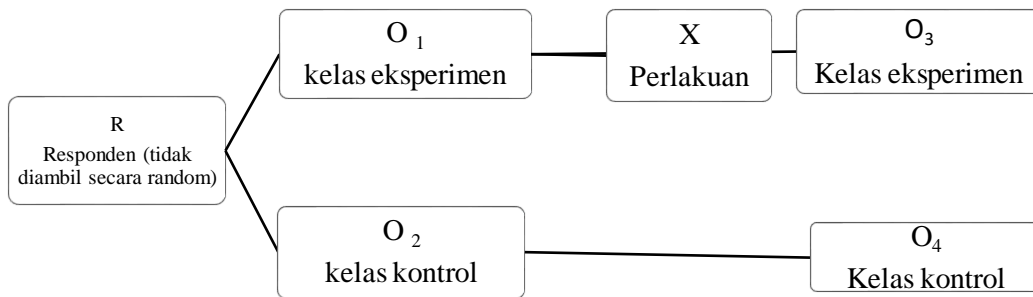 R
Responden (tidak
diambil secara random)
O 1
kelas eksperimen
X
Perlakuan
O3
Kelas eksperimen
O 2
kelas kontrol
O4
Kelas kontrol